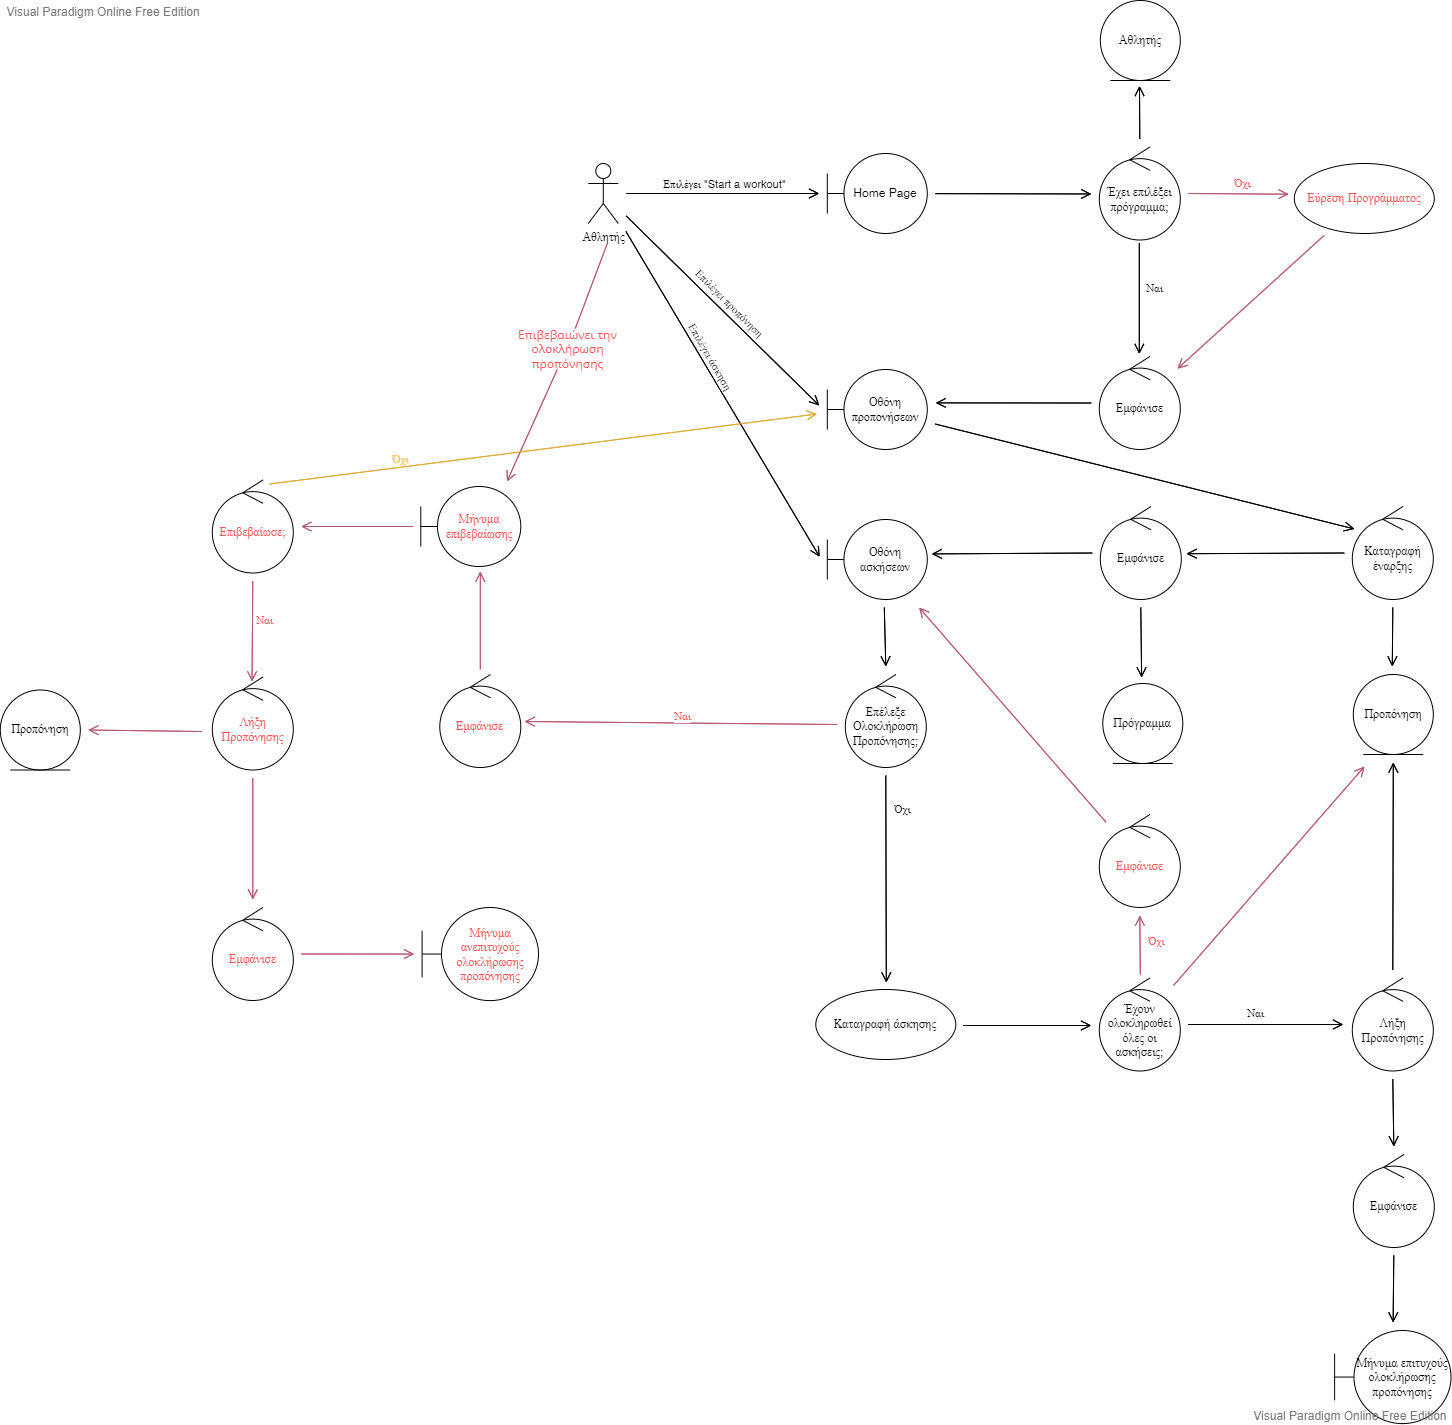 Visual Paradigm Online Free Edition
Αθλητής
Επιλέγει "Start a workout"
Home Page
Έχει επιλέξει
πρόγραμμα;
Όχι
Εύρεση Προγράμματος
Αθλητής
Ναι
Επιλέγει προπόνηση
Επιλέγει άσκηση
Επιβεβαιώνει την
ολοκλήρωση
προπόνησης
Οθόνη
προπονήσεων
Εμφάνισε
Όχι
Επιβεβαίωσε;
Μήνυμα
επιβεβαίωσης
Οθόνη
ασκήσεων
Εμφάνισε
Καταγραφή
έναρξης
Ναι
Προπόνηση
Λήξη
Προπόνησης
Εμφάνισε
Ναι
Επέλεξε
Ολοκλήρωση
Προπόνησης;
Πρόγραμμα
Προπόνηση
Όχι
Εμφάνισε
Εμφάνισε
Μήνυμα
ανεπιτυχούς
ολοκλήρωσης
προπόνησης
Όχι
Καταγραφή άσκησης
Έχουν
ολοκληρωθεί
όλες οι
ασκήσεις;
Ναι
Λήξη
Προπόνησης
Εμφάνισε
Μήνυμα επιτυχούς
ολοκλήρωσης
προπόνησης
Visual Paradigm Online Free Edition